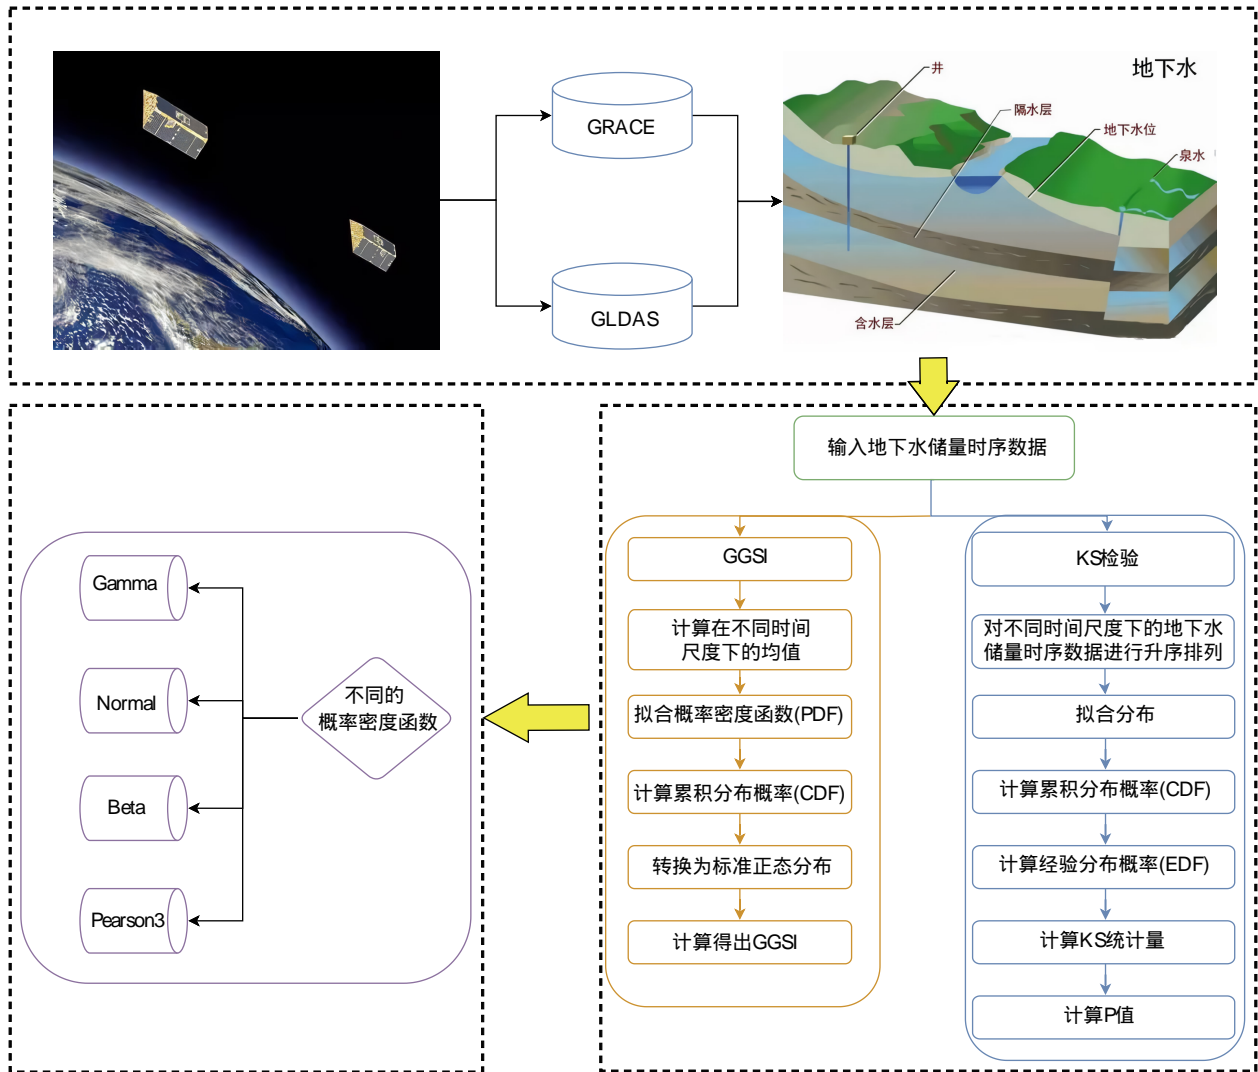 地下水
井
隔水层
地下水位
泉水
含水层
GRACE
GLDAS
输入地下水储量时序数据
GGSI
计算在不同时间
尺度下的均值
拟合概率密度函数(PDF)
计算累积分布概率(CDF)
转换为标准正态分布
计算得出GGSI
KS检验
对不同时间尺度下的地下水
储量时序数据进行升序排列
拟合分布
计算累积分布概率(CDF)
计算经验分布概率(EDF)
计算KS统计量
计算P值
不同的
概率密度函数
Gamma
Normal
Beta
Pearson3